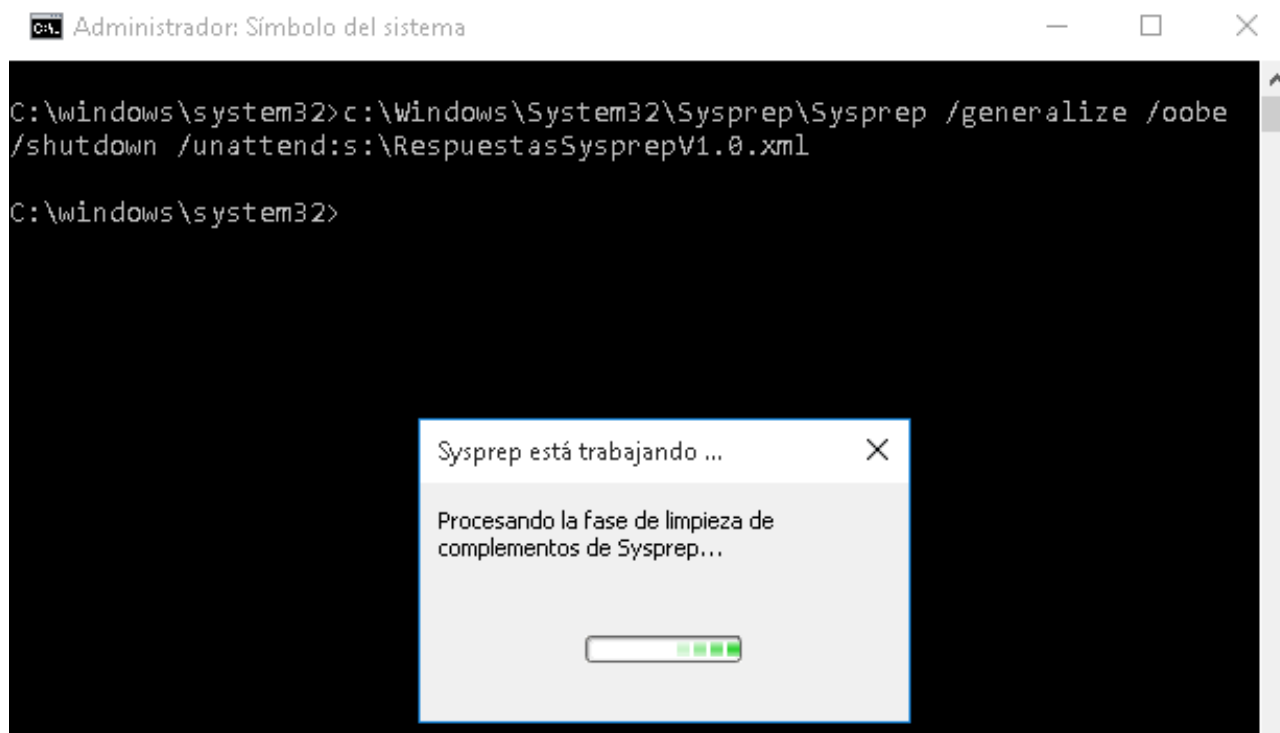 Administrador: Símbolo del sistema
C:\windows\system32>c:\Windows\System32\Sysprep\Sysprep /generalize /oobe
/shutdown /unattend:s:\RespuestasSysprepV1.0.xml
C:\windows\system32>
Sysprep está trabajando ...
Procesando la fase de limpieza de
complementos de Sysprep...